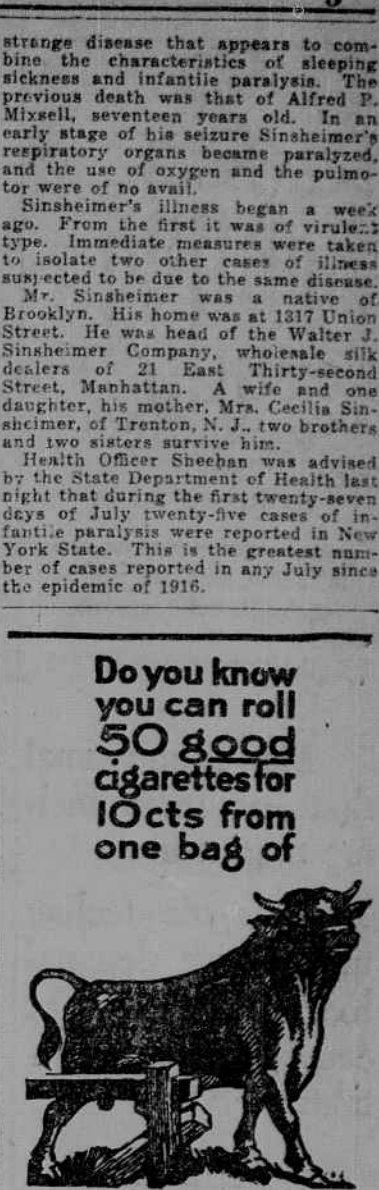 strange disease that appears to com-
bine the characteristics of sleeping
sickness and infantile paralysis. The
previous death was that of Alfred P.
Mixsell, seventeen years old. In an
early stage of his seizure Sinsheimer's
respiratory organs became paralyzed,
and the use of oxygen and the pulmo-
tor were of no avail.
Sinsheimer's illness began a week
ago. From the first it was of virulent
type. Immediate measures were taken
to isolate two other cases of illness
suspected to be due to the same disease.
Mr. Sinsheimer was a native of
Brooklyn. His home was at 1317 Union
Street. He was head of the Walter J.
Sinsheimer Company, wholesale silk
dealers of 21 East Thirty-second
Street, Manhattan. A wife and one
daughter, his mother, Mrs. Cecilia Sin-
sheimer, of Trenton, N. J., two brothers
and two sisters survive him.
Health Officer Sheehan was advised
by the State Department of Health last
night that during the first twenty-seven
days of July twenty-five cases of in-
fantile paralysis were reported in New
York State. This is the greatest num-
ber of cases reported in any July since
the epidemic of 1916.
Do you know
you can roll
50 good
cigarettes for
10cts from
one bag of